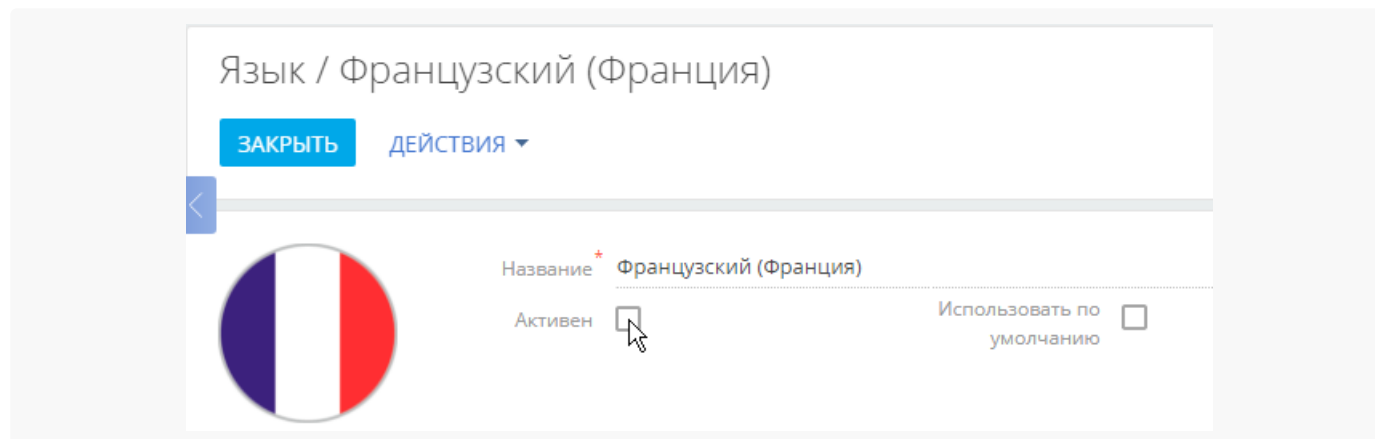 Язык / Французский (Франция)
ЗАКРЫТЬ ДЕЙСТВИЯ
Название* Французский (Франция)
Активен Использовать по
умолчанию